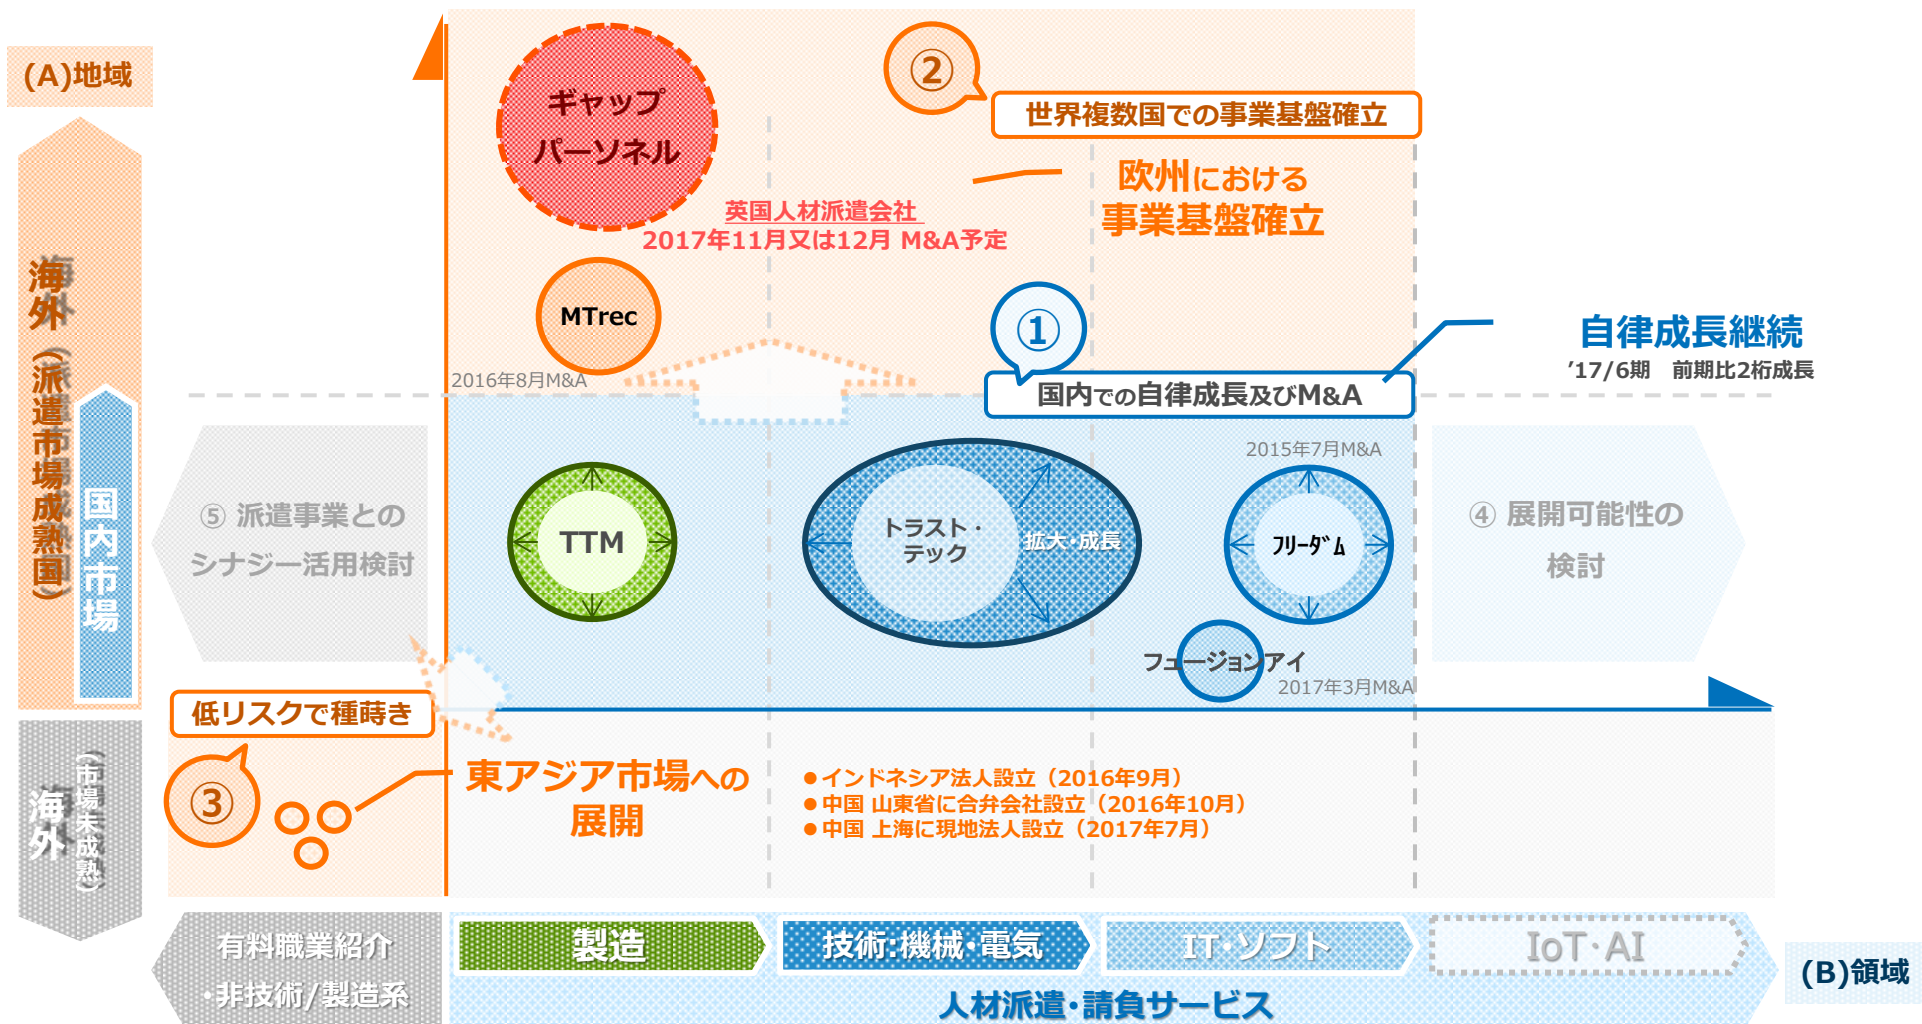 (A)地域
ギャップ
パーソネル
②
世界複数国での事業基盤確立
欧州における
事業基盤確立
英国人材派遣会社
2017年11月又は12月 M&A予定
MTrec
2016年8月M&A
①
国内での自律成長及びM&A
自律成長継続
’17/6期　前期比2桁成長
海外（派遣市場成熟国）
国内市場
⑤ 派遣事業との
シナジー活用検討
TTM
トラスト・
テック
拡大・成長
2015年7月M&A
ﾌﾘｰﾀﾞﾑ
フュージョンアイ
2017年3月M&A
④ 展開可能性の
検討
低リスクで種蒔き
③
東アジア市場への
展開
●インドネシア法人設立（2016年9月）
●中国 山東省に合弁会社設立（2016年10月）
●中国 上海に現地法人設立（2017年7月）
海外
（市場未成熟）
有料職業紹介
・非技術/製造系
製造
技術:機械・電気
IT・ソフト
IoT・AI
人材派遣・請負サービス
(B)領域